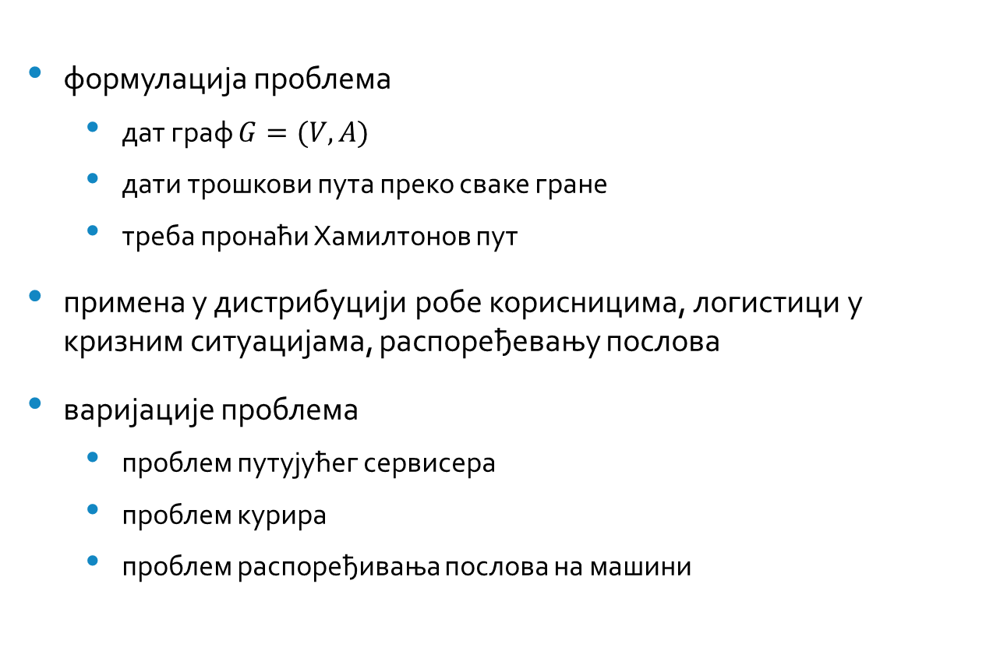 формулација проблема
дат граф G = (V, A)
дати трошкови пута преко сваке гране
треба пронаћи Хамилтонов пут
примена у дистрибуцији робе корисницима, логистици у
кризним ситуацијама, распоређевању послова
варијације проблема
проблем путујућег сервисера
проблем курира
проблем распоређивања послова на машини